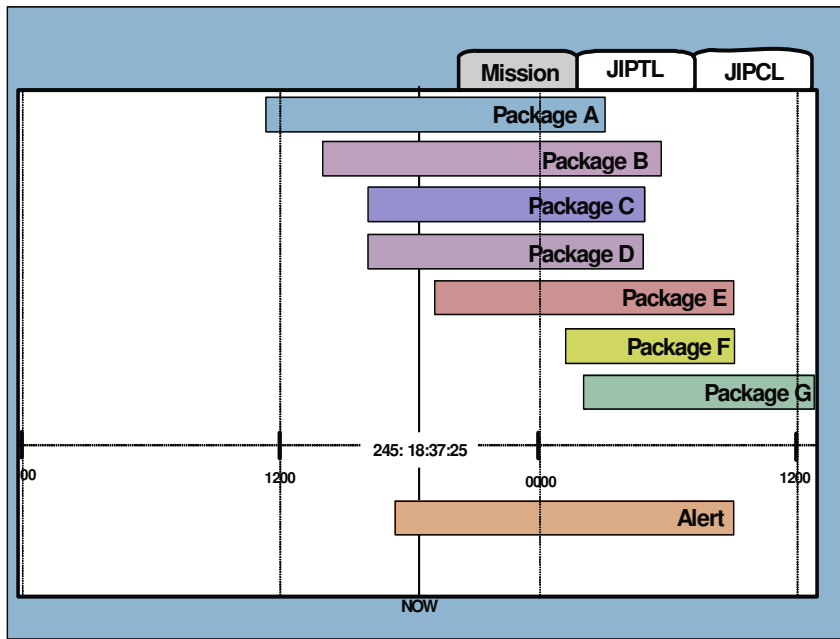 Mission
JIPTL
JIPCL
Package A
Package B
Package C
Package D
Package E
Package F
Package G
245: 18:37:25
00
1200
0000
1200
Alert
NOW